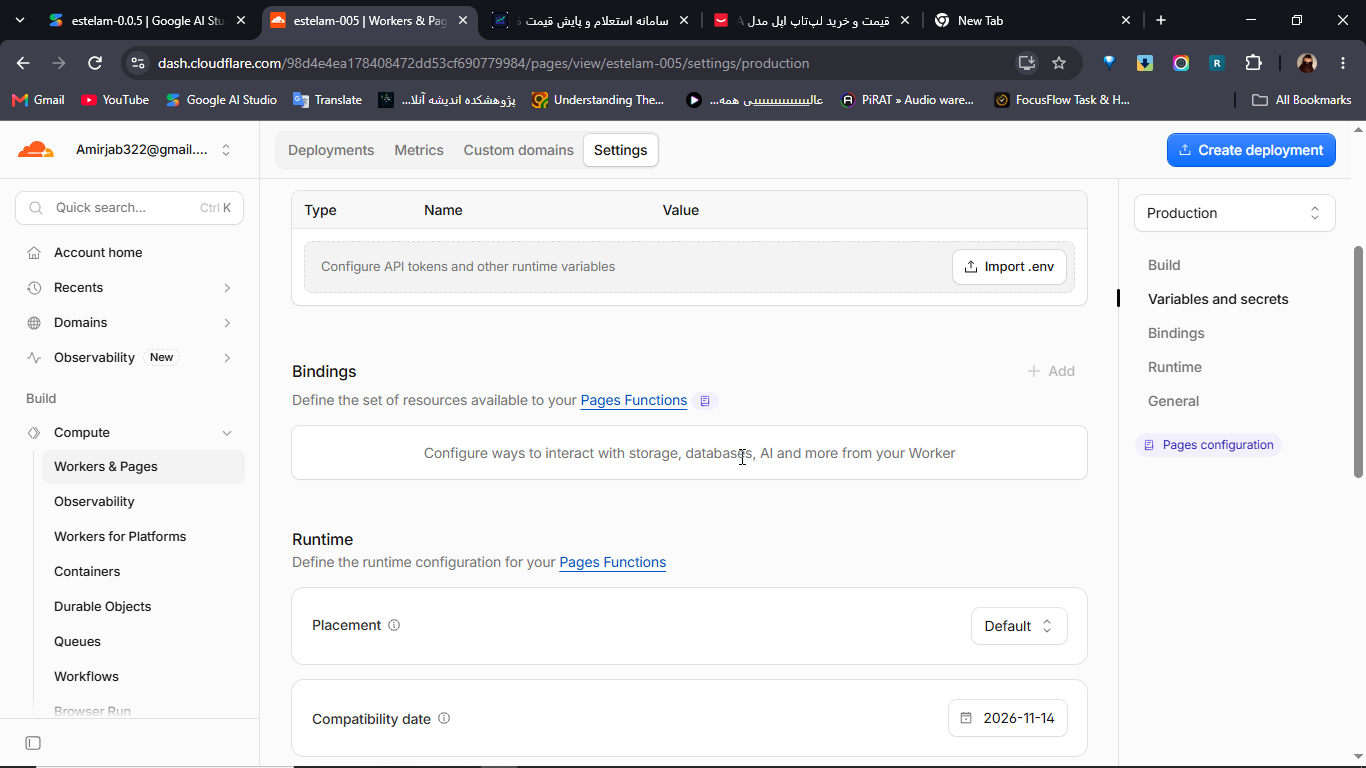 estelam-0.0.5 | Google AI Stu
estelam-005 | Workers & Pag
سامانه استعلام و پایش قیمت
قیمت و خرید لپ‌تاپ اپل مدل
New Tab
dash.cloudflare.com/98d4e4ea178408472dd53cf690779984/pages/view/estelam-005/settings/production
Gmail
YouTube
Google AI Studio
Translate
پژوهشکده اندیشه آنلا...
Understanding The...
عالیسسسسسسی همه...
PiRAT » Audio ware...
FocusFlow Task & H...
All Bookmarks
Amirjab322@gmail....
Deployments
Metrics
Custom domains
Settings
Create deployment
Quick search...
Ctrl K
Account home
Recents
Domains
Observability
New
Build
Compute
Workers & Pages
Observability
Workers for Platforms
Containers
Durable Objects
Queues
Workflows
Browser Run
Type
Name
Value
Configure API tokens and other runtime variables
Import .env
Bindings
Add
Define the set of resources available to your Pages Functions
Configure ways to interact with storage, databases, AI and more from your Worker
Runtime
Define the runtime configuration for your Pages Functions
Placement
Default
Compatibility date
2026-11-14
Production
Build
Variables and secrets
Bindings
Runtime
General
Pages configuration